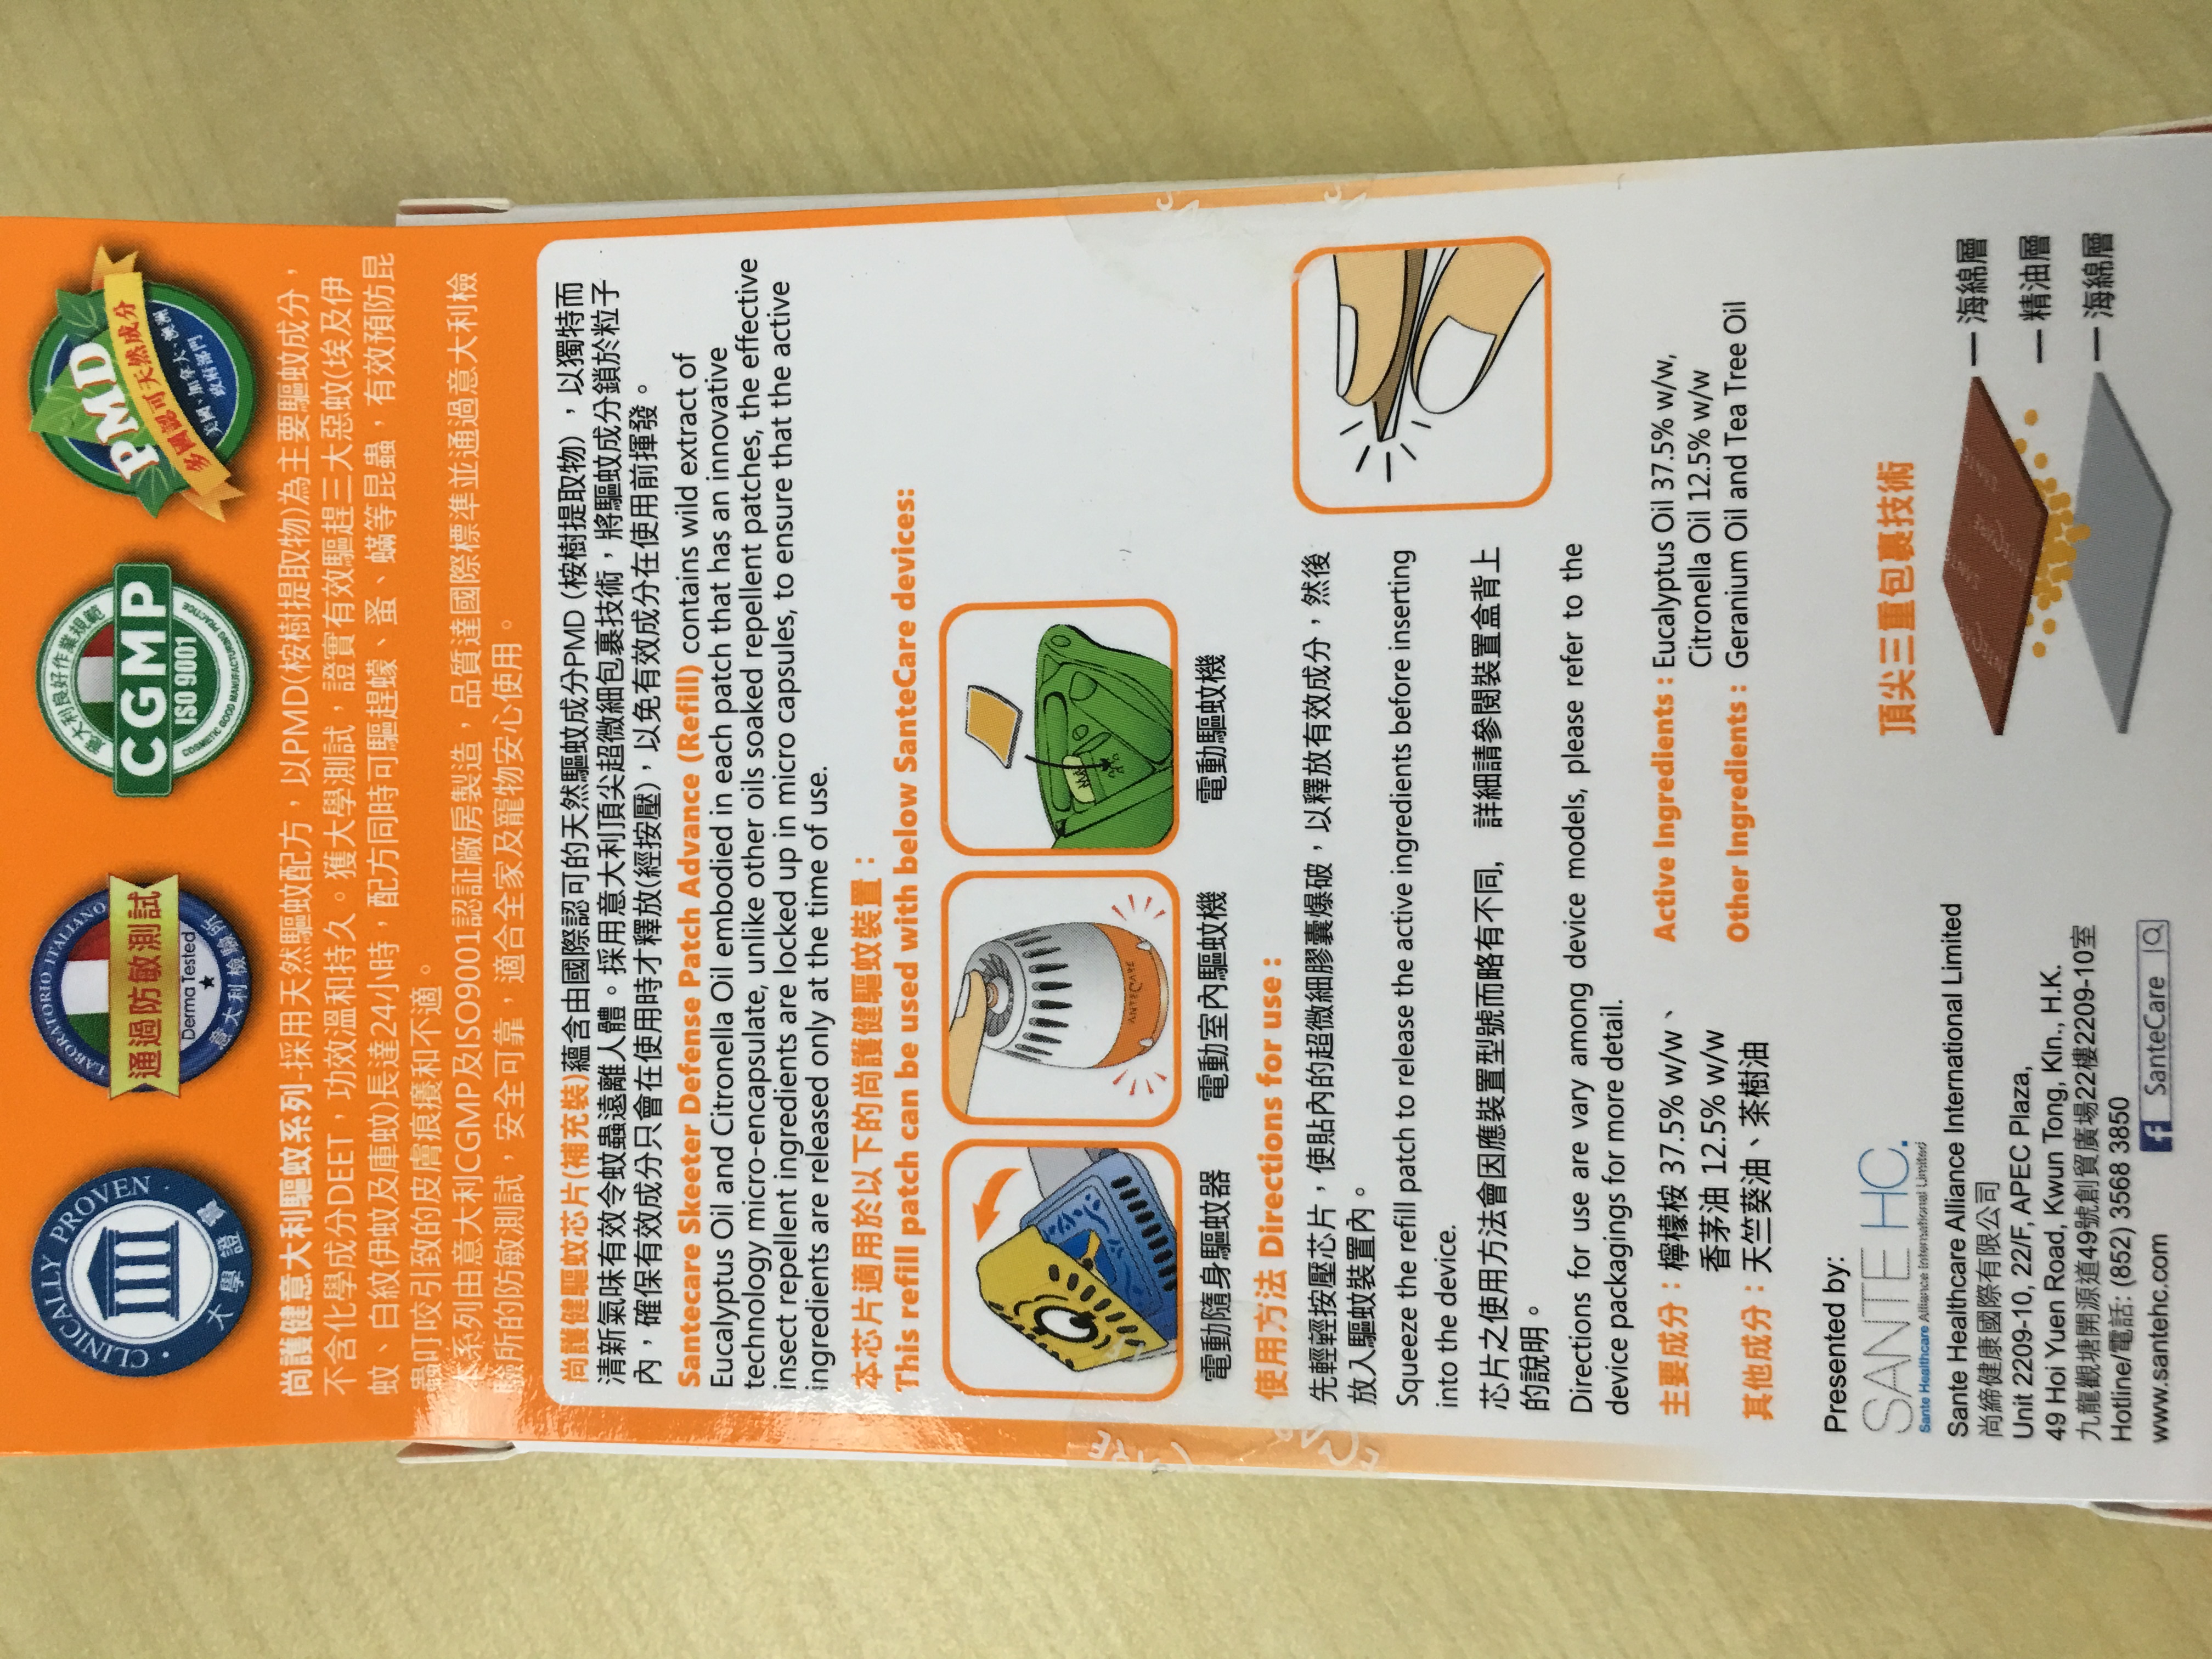 · CLINICALLY PROVEN ·
大學證實
LABORATORIO ITALIANO
通過防敏測試
Derma Tested
意大利檢驗所
意大利良好作業規範
CGMP
ISO 9001
COSMETIC GOOD MANUFACTURING PRACTICE
PMD
多國認可天然成分
美國、加拿大、澳洲
政府部門
尚護健意大利驅蚊系列 採用天然驅蚊配方，以PMD(桉樹提取物)為主要驅蚊成分，
不含化學成分DEET，功效溫和持久。獲大學測試，證實有效驅趕三大惡蚊(埃及伊
蚊、白紋伊蚊及庫蚊)長達24小時，配方同時可驅趕蠓、蚤、蟎等昆蟲，有效預防昆
蟲叮咬引致的皮膚痕癢和不適。
本系列由意大利CGMP及ISO9001認証廠房製造，品質達國際標準並通過意大利檢
驗所的防敏測試，安全可靠，適合全家及寵物安心使用。
尚護健驅蚊芯片(補充裝)蘊含由國際認可的天然驅蚊成分PMD (桉樹提取物)，以獨特而
清新氣味有效令蚊蟲遠離人體。採用意大利頂尖超微細包裹技術，將驅蚊成分鎖於粒子
內，確保有效成分只會在使用時才釋放(經按壓)，以免有效成分在使用前揮發。
Santecare Skeeter Defense Patch Advance (Refill) contains wild extract of
Eucalyptus Oil and Citronella Oil embodied in each patch that has an innovative
technology micro-encapsulate, unlike other oils soaked repellent patches, the effective
insect repellent ingredients are locked up in micro capsules, to ensure that the active
ingredients are released only at the time of use.
本芯片適用於以下的尚護健驅蚊裝置：
This refill patch can be used with below SanteCare devices:
ANTECARE
電動隨身驅蚊器 電動室內驅蚊機 電動驅蚊機
使用方法 Directions for use :
先輕輕按壓芯片，使貼內的超微細膠囊爆破，以釋放有效成分，然後
放入驅蚊裝置內。
Squeeze the refill patch to release the active ingredients before inserting
into the device.
芯片之使用方法會因應裝置型號而略有不同， 詳細請參閱裝置盒背上
的說明。
Directions for use are vary among device models, please refer to the
device packagings for more detail.
主要成分：檸檬桉 37.5% w/w 、 Active Ingredients : Eucalyptus Oil 37.5% w/w,
香茅油 12.5% w/w Citronella Oil 12.5% w/w
其他成分：天竺葵油、茶樹油 Other Ingredients : Geranium Oil and Tea Tree Oil
Presented by:
SANTE HC.
Sante Healthcare Alliance International Limited
Sante Healthcare Alliance International Limited
尚締健康國際有限公司
Unit 2209-10, 22/F, APEC Plaza,
49 Hoi Yuen Road, Kwun Tong, Kln., H.K.
九龍觀塘開源道49號創貿廣場22樓2209-10室
Hotline/電話: (852) 3568 3850
www.santehc.com
f SanteCare
頂尖三重包裹技術
海綿層
精油層
海綿層